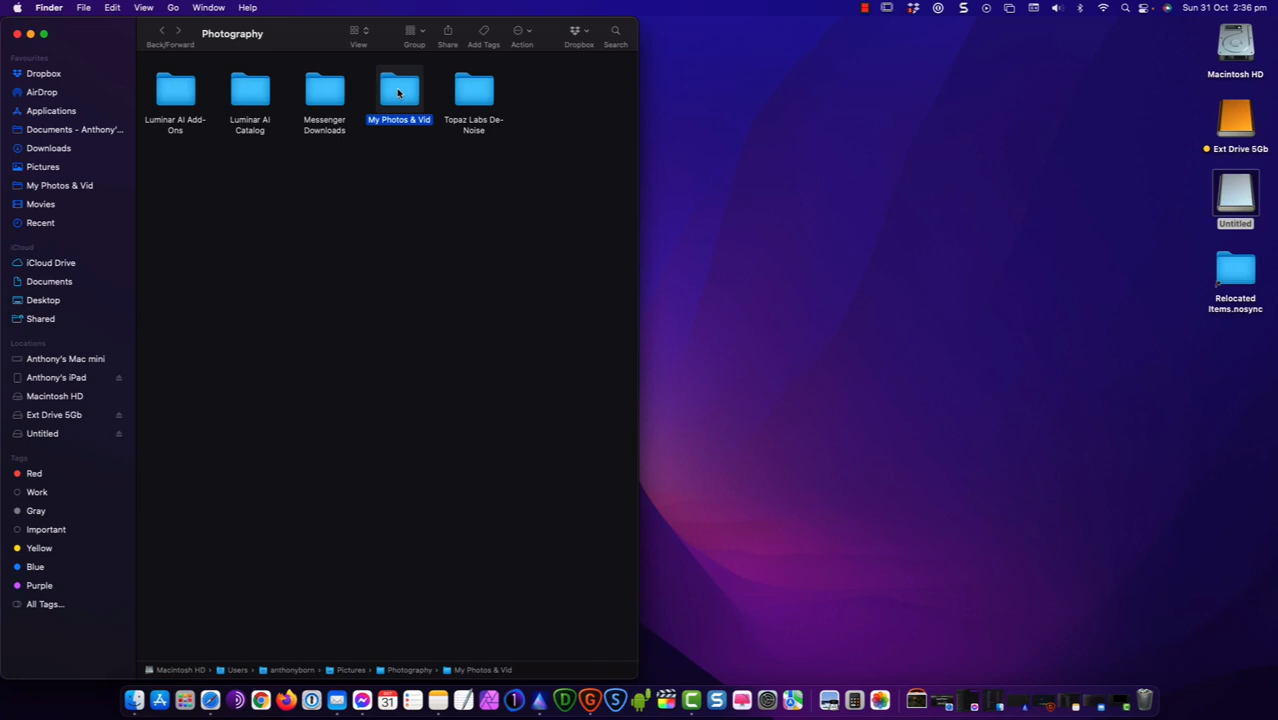 Finder File Edit View Go Window Help Sun 31 Oct 2:36 pm
Photography
Back/Forward View Group Share Add Tags Action Dropbox Search
Favourites
Dropbox
AirDrop
Applications
Documents - Anthony'...
Downloads
Pictures
My Photos & Vid
Movies
Recent
iCloud
iCloud Drive
Documents
Desktop
Shared
Locations
Anthony's Mac mini
Anthony's iPad
Macintosh HD
Ext Drive 5Gb
Untitled
Tags
Red
Work
Gray
Important
Yellow
Blue
Purple
All Tags...
Luminar AI Add-
Ons
Luminar AI
Catalog
Messenger
Downloads
My Photos & Vid
Topaz Labs De-
Noise
Macintosh HD › Users › anthonyborn › Pictures › Photography › My Photos & Vid
Macintosh HD
Ext Drive 5Gb
Untitled
Relocated
Items.nosync